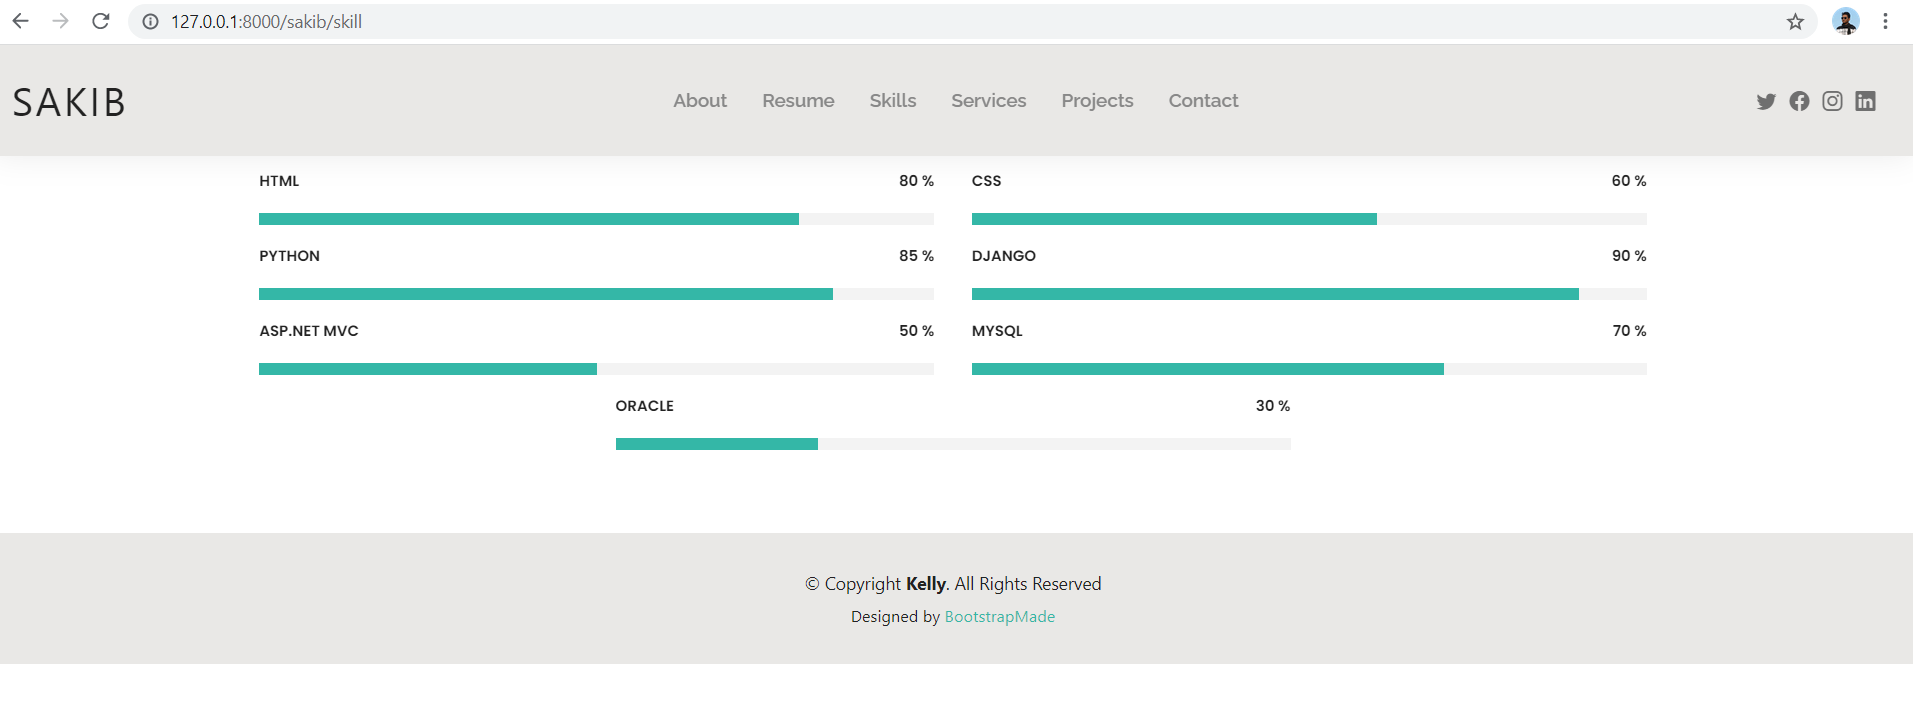 127.0.0.1:8000/sakib/skill
SAKIB About Resume Skills Services Projects Contact
HTML 80 % CSS 60 %
PYTHON 85 % DJANGO 90 %
ASP.NET MVC 50 % MYSQL 70 %
ORACLE 30 %
© Copyright Kelly. All Rights Reserved
Designed by BootstrapMade